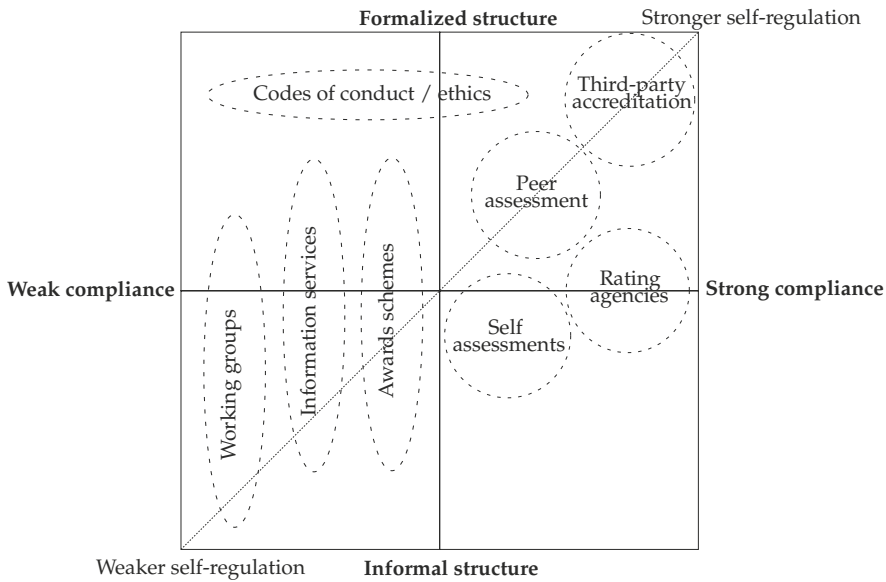 Formalized structure
Stronger self-regulation
Codes of conduct / ethics
Third-party
accreditation
Peer
assessment
Weak compliance
Working groups
Information services
Awards schemes
Self
assessments
Rating
agencies
Strong compliance
Weaker self-regulation
Informal structure